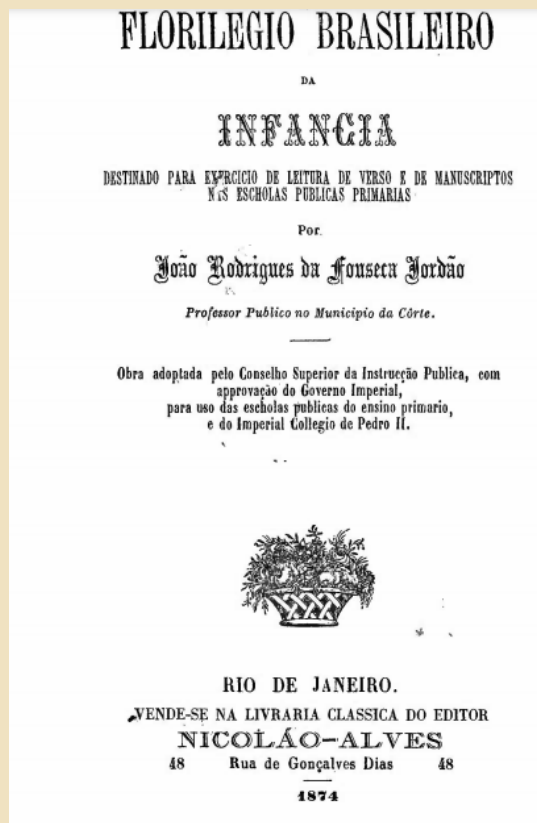 FLORILEGIO BRASILEIRO
DA
INFANCIA
DESTINADO PARA EXERCICIO DE LEITURA DE VERSO E DE MANUSCRIPTOS
NAS ESCHOLAS PUBLICAS PRIMARIAS
Por
João Rodrigues da Fonseca Jordão
Professor Publico no Municipio da Côrte.
Obra adoptada pelo Conselho Superior da Instrucção Publica, com
approvação do Governo Imperial,
para uso das escholas publicas do ensino primario,
e do Imperial Collegio de Pedro II.
RIO DE JANEIRO.
VENDE-SE NA LIVRARIA CLASSICA DO EDITOR
NICOLÁO-ALVES
48 Rua de Gonçalves Dias 48
1874